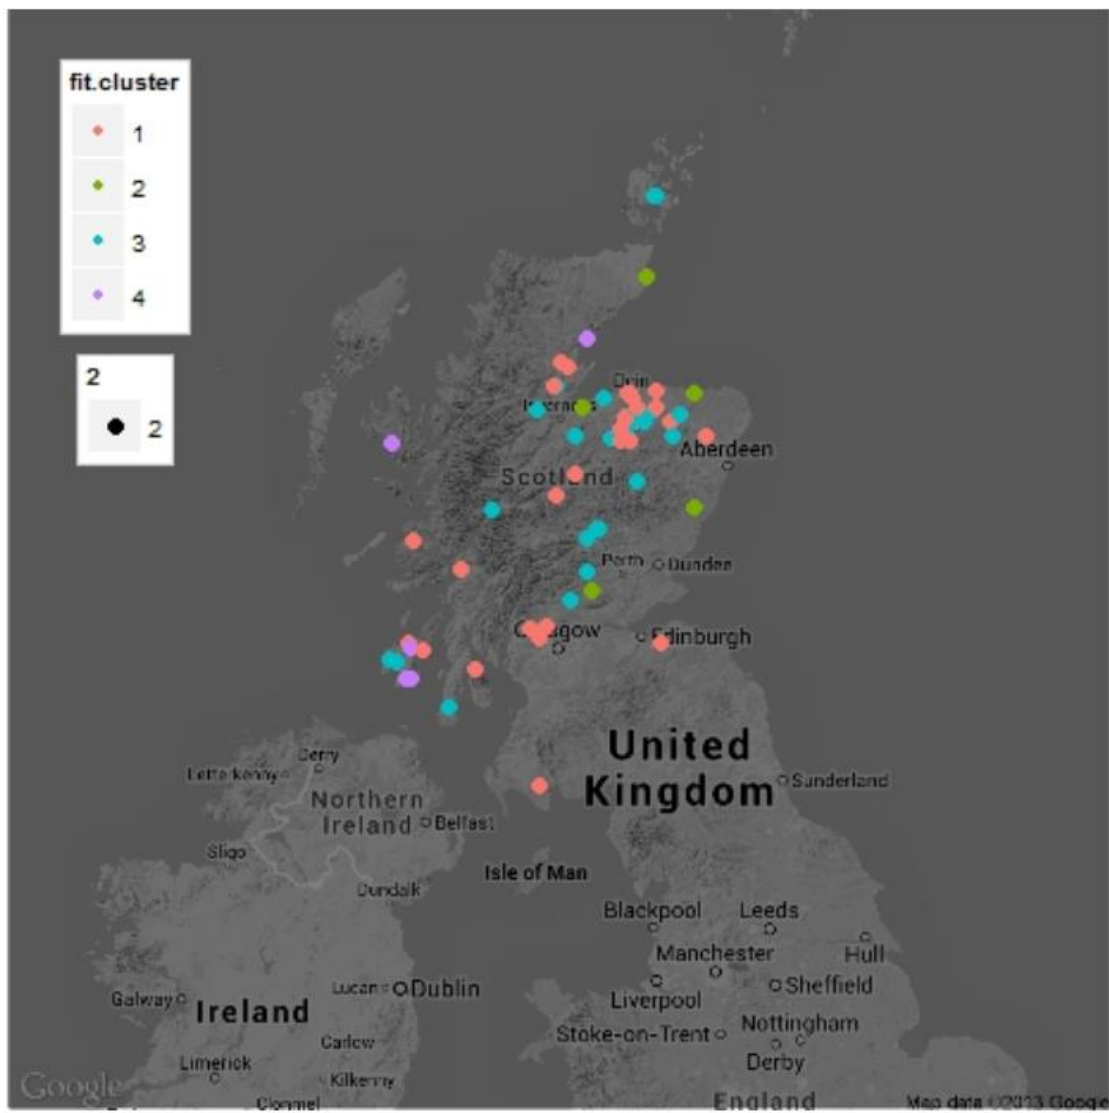 fit.cluster
1
2
3
4
2
2
Aberdeen
Scotland
Perth
Dundee
Edinburgh
United
Kingdom
Sunderland
Derry
Letterkenny
Northern
Ireland
Belfast
Sligo
Isle of Man
Dundalk
Blackpool
Leeds
Hull
Manchester
Lucan
Dublin
Galway
Ireland
Liverpool
Sheffield
Stoke-on-Trent
Nottingham
Carlow
Derby
Limerick
Kilkenny
Google
Clonmel
England
Map data ©2013 Google